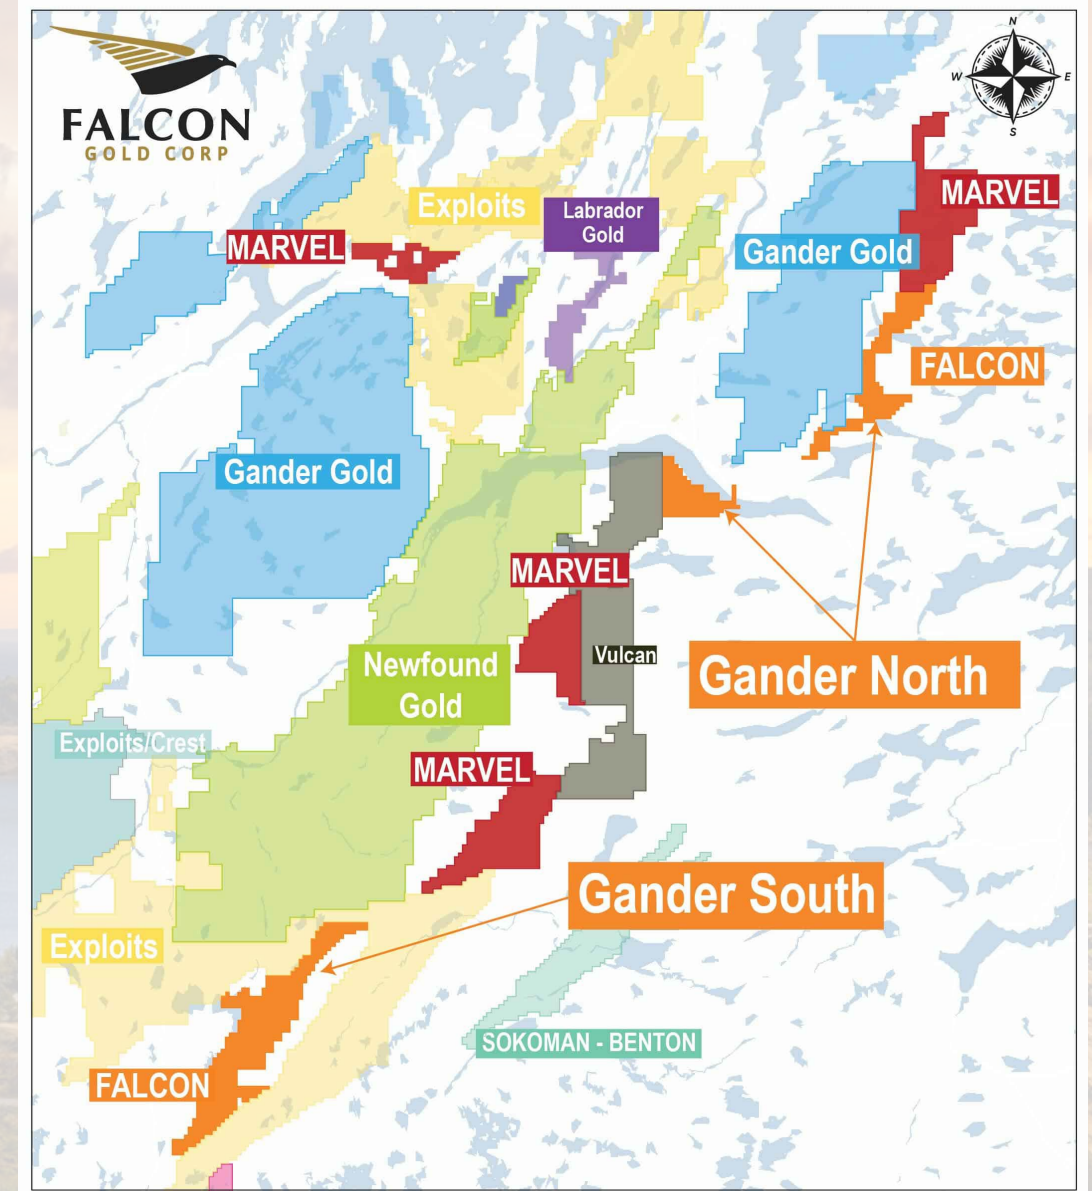 FALCON
GOLD CORP
N
W
E
S
MARVEL
Exploits
Labrador
Gold
MARVEL
Gander Gold
FALCON
Gander Gold
MARVEL
Vulcan
Newfound
Gold
Gander North
Exploits/Crest
MARVEL
Gander South
Exploits
SOKOMAN - BENTON
FALCON